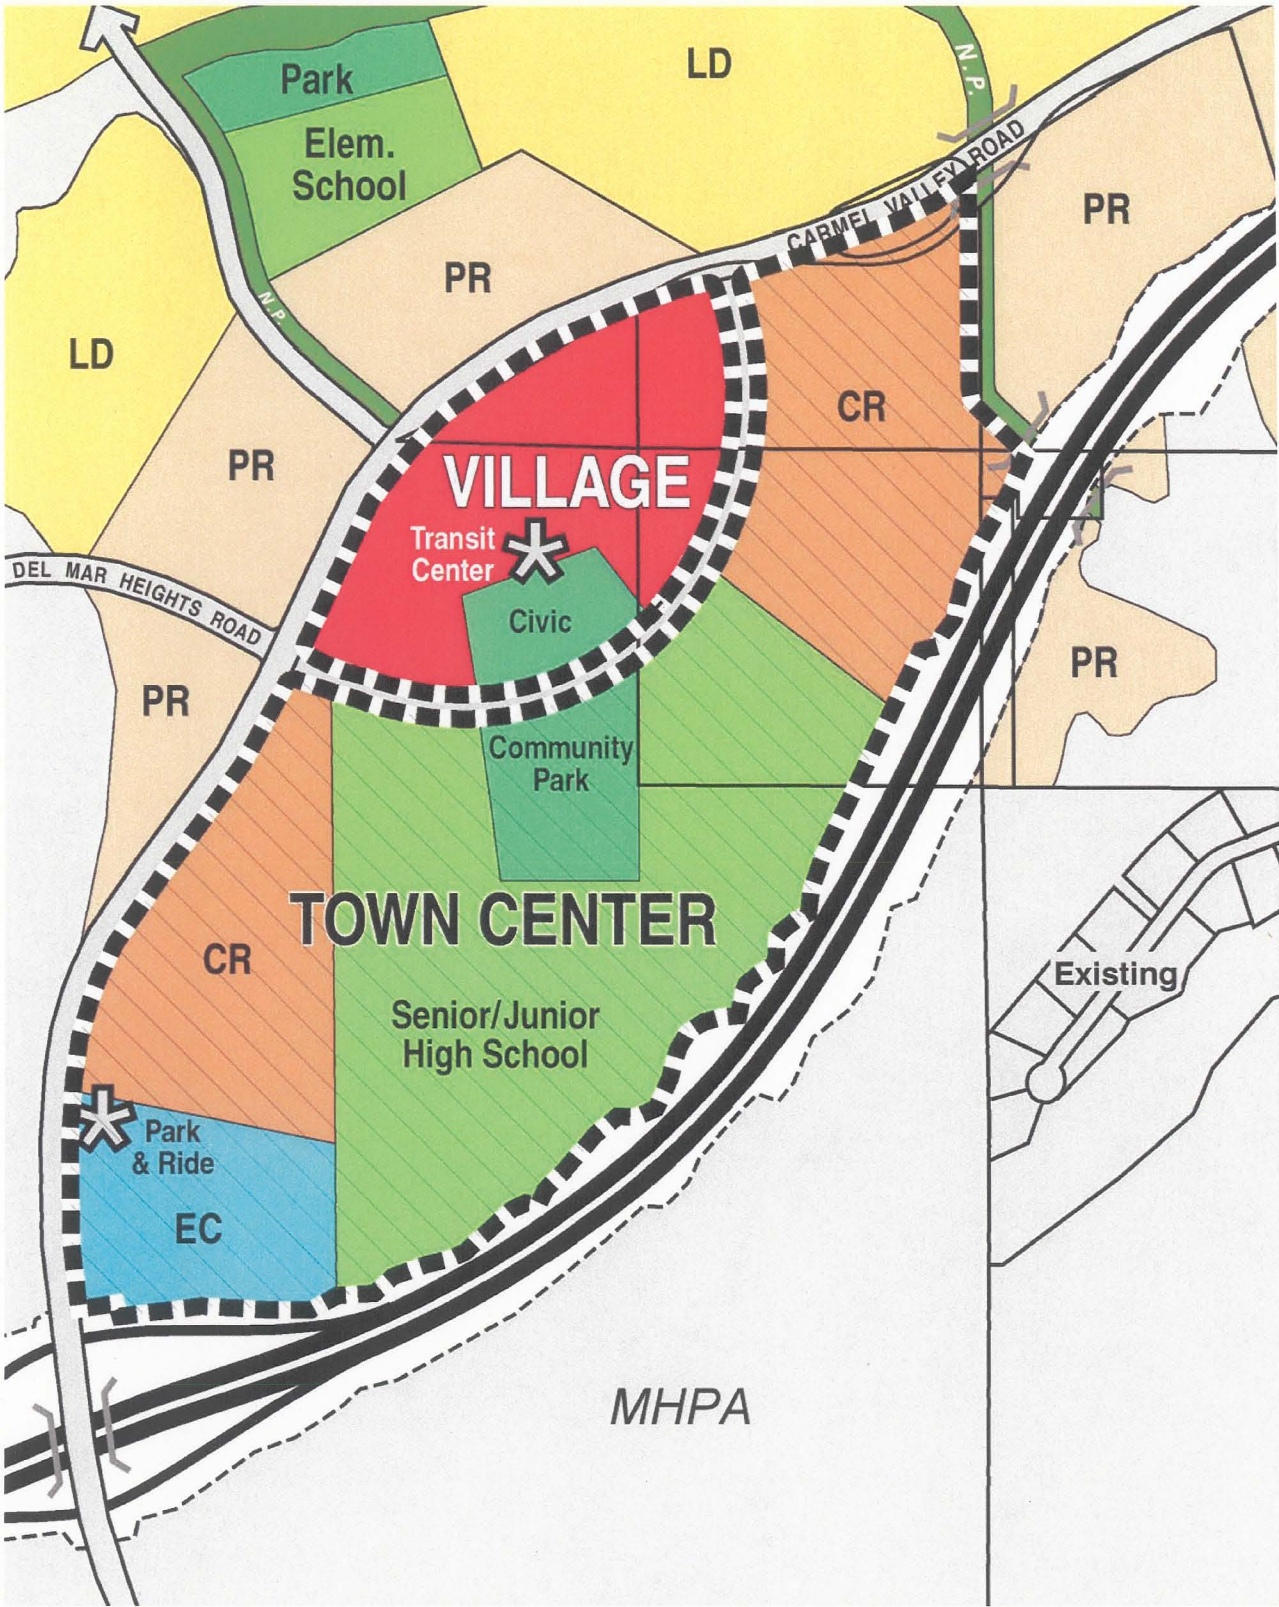 LD
N.P.
Park
Elem.
School
CARMEL VALLEY ROAD
PR
PR
N.P.
LD
CR
PR
VILLAGE
Transit
Center
Civic
DEL MAR HEIGHTS ROAD
PR
PR
Community
Park
TOWN CENTER
CR
Existing
Senior/Junior
High School
Park
& Ride
EC
MHPA